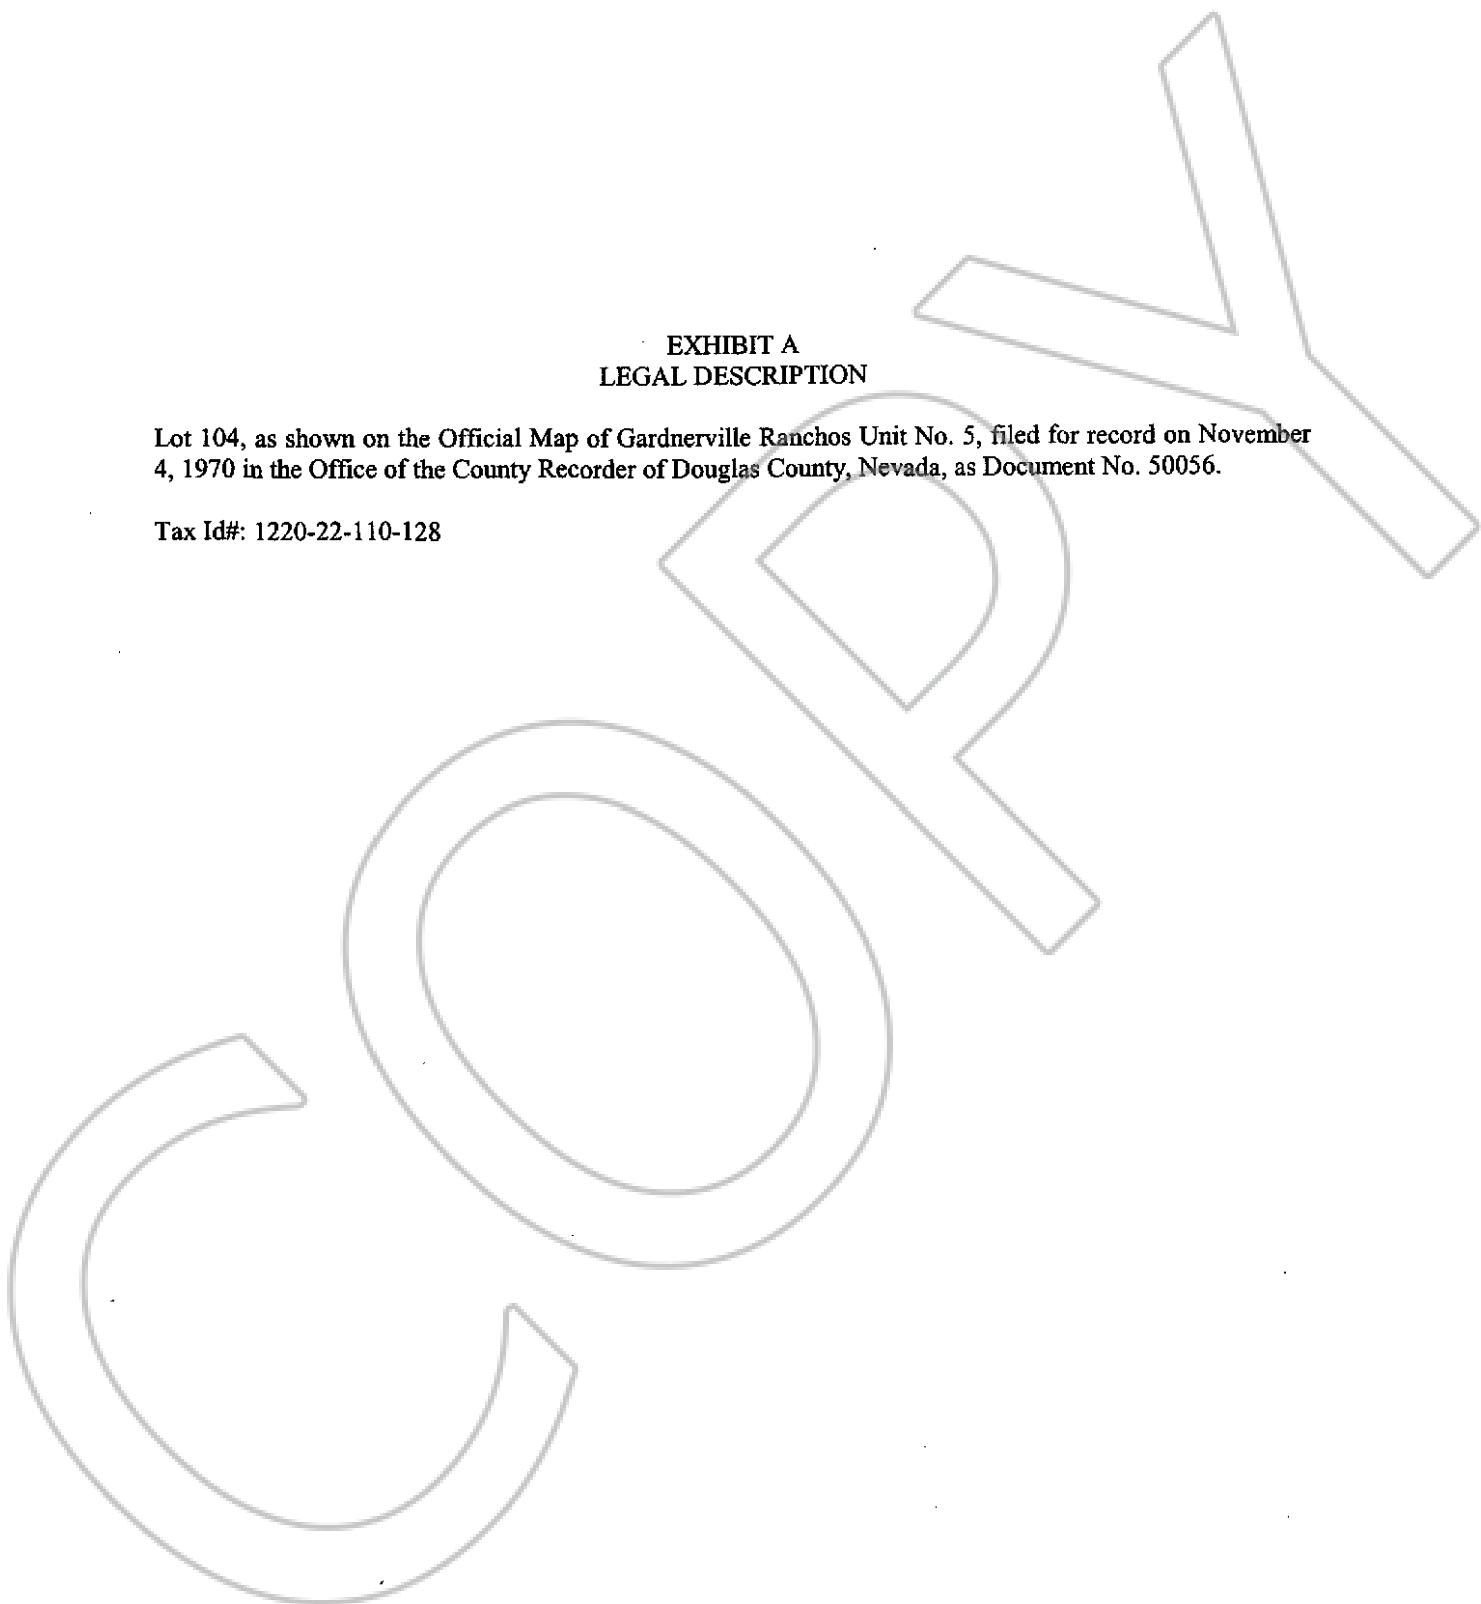 EXHIBIT A
LEGAL DESCRIPTION
Lot 104, as shown on the Official Map of Gardnerville Ranchos Unit No. 5, filed for record on November
4, 1970 in the Office of the County Recorder of Douglas County, Nevada, as Document No. 50056.
Tax Id#: 1220-22-110-128
COPY